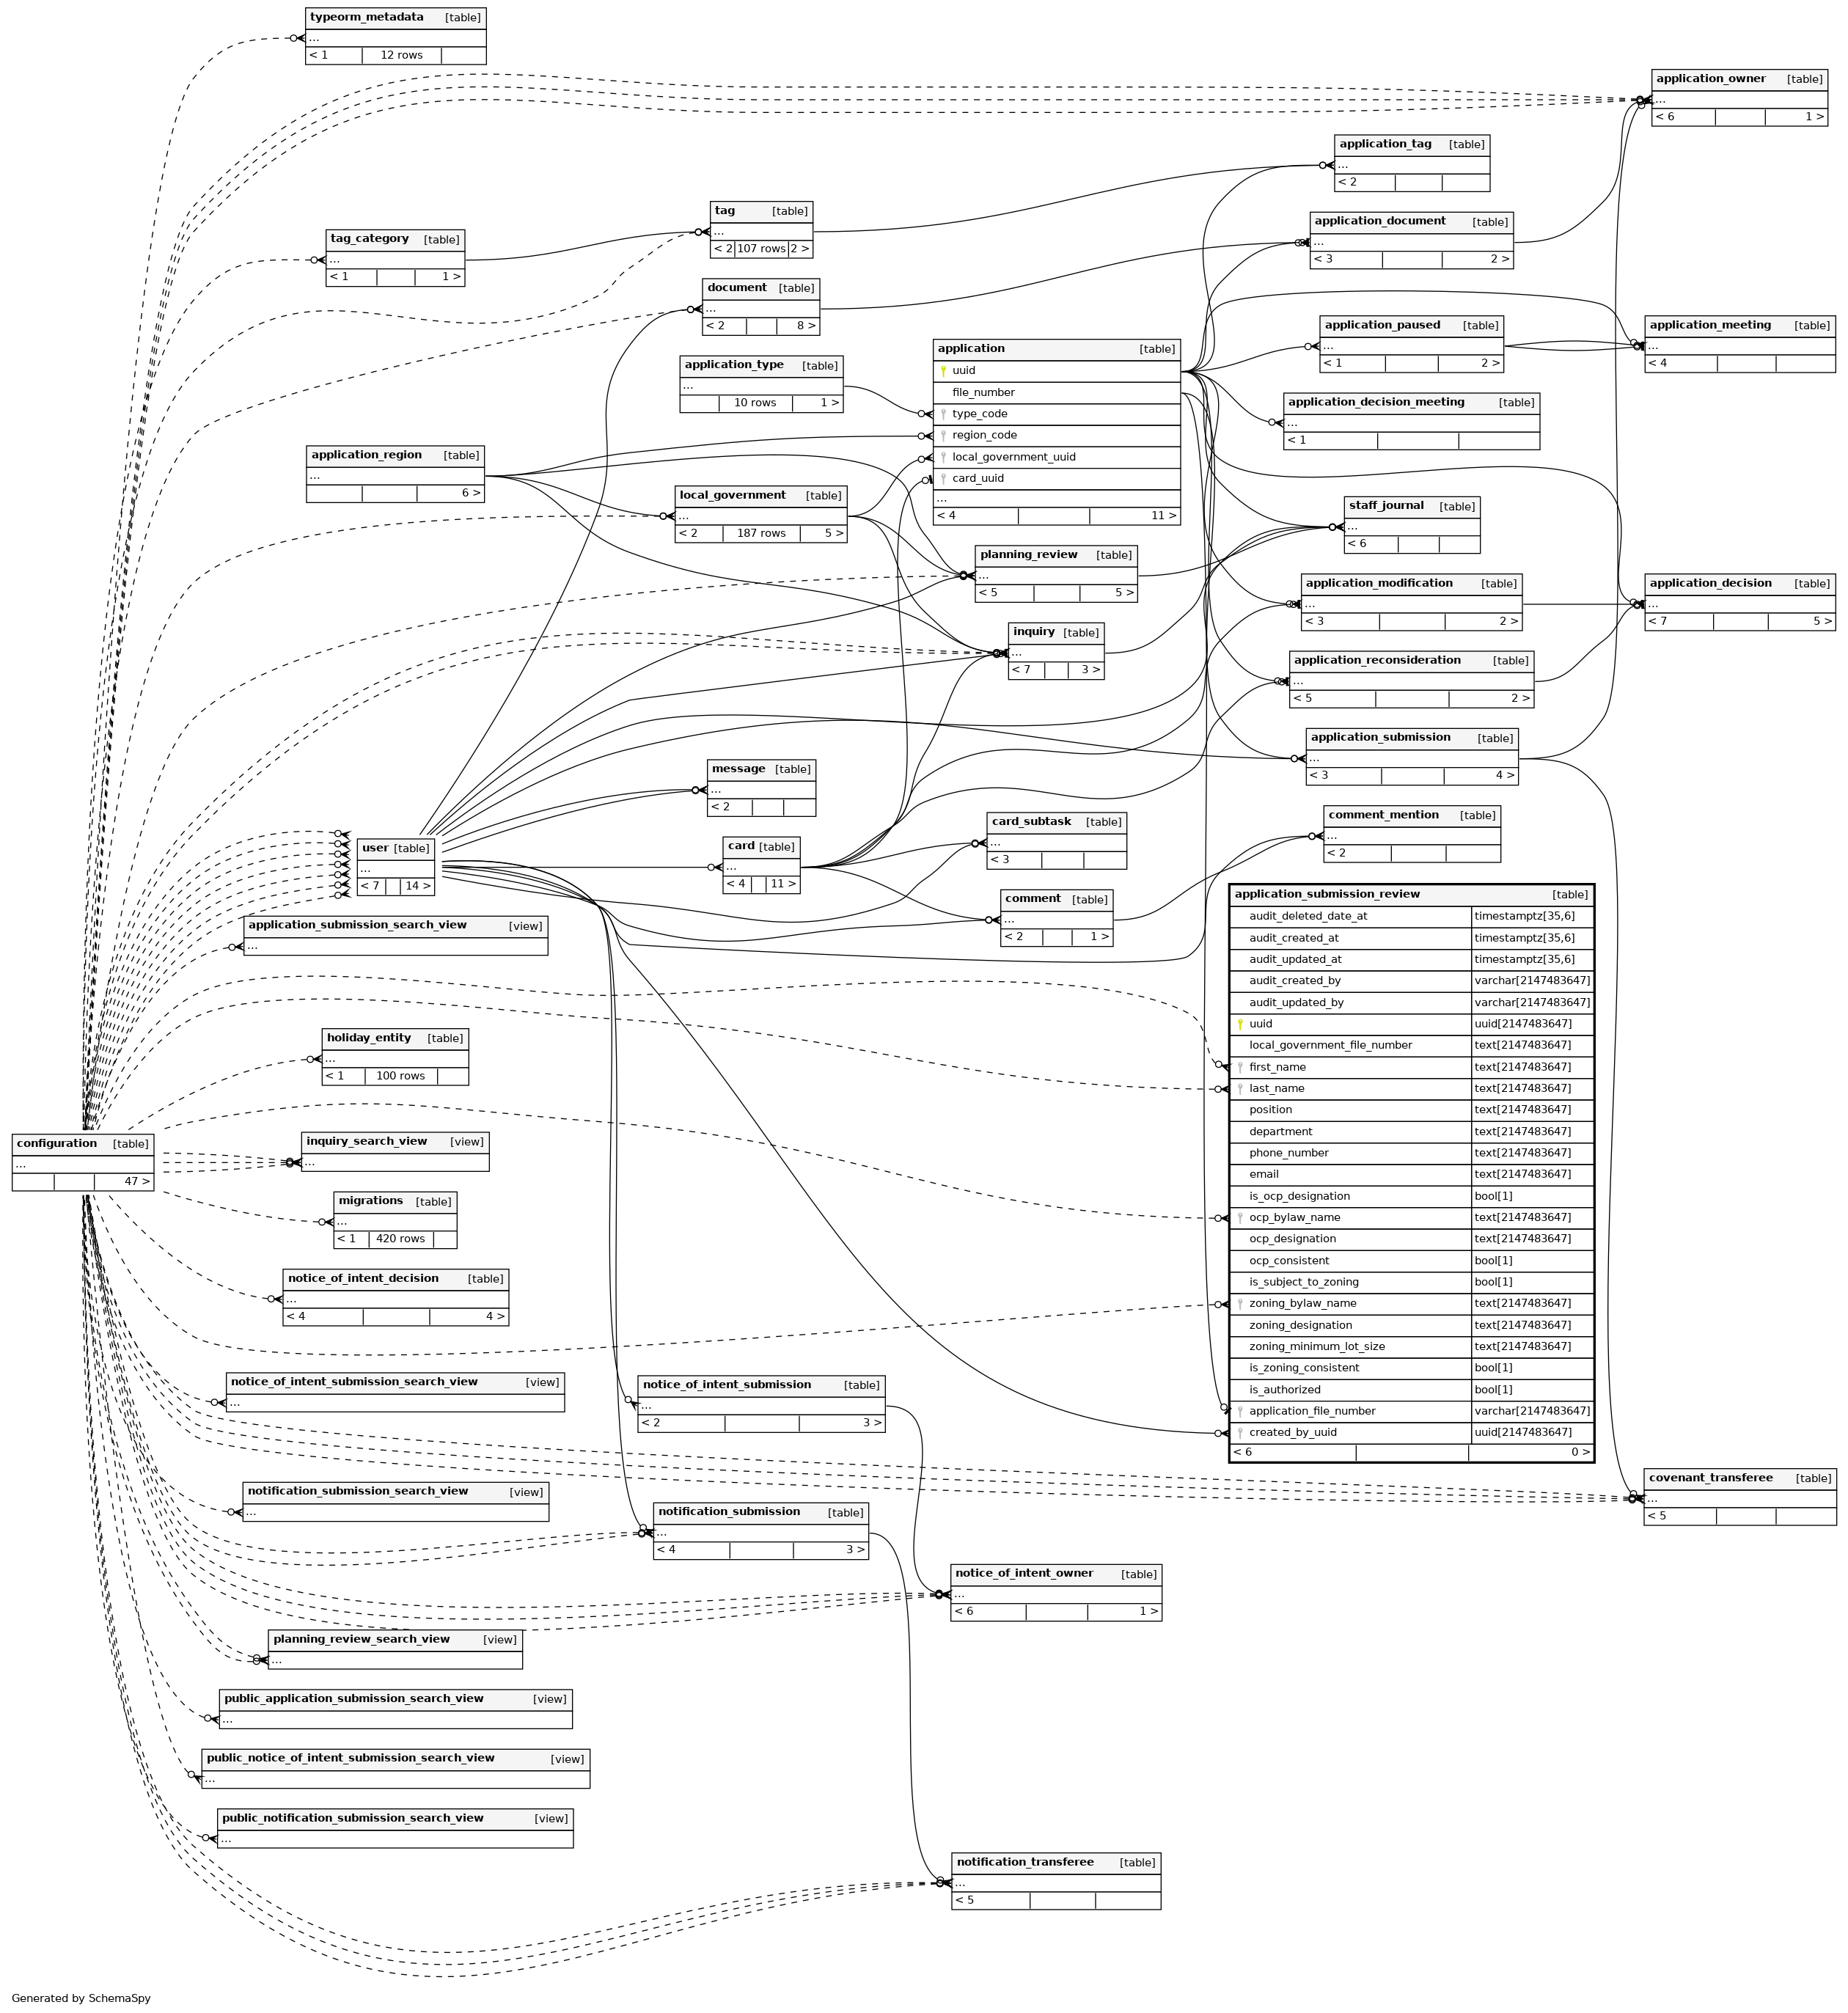 typeorm_metadata [table]
...
< 1 12 rows
application_owner [table]
...
< 6 1 >
application_tag [table]
...
< 2
tag [table]
...
< 2 107 rows 2 >
application_document [table]
...
< 3 2 >
tag_category [table]
...
< 1 1 >
document [table]
...
< 2 8 >
application_paused [table]
...
< 1 2 >
application_meeting [table]
...
< 4
application [table]
uuid
file_number
type_code
region_code
local_government_uuid
card_uuid
...
< 4 11 >
application_type [table]
...
10 rows 1 >
application_decision_meeting [table]
...
< 1
application_region [table]
...
6 >
local_government [table]
...
< 2 187 rows 5 >
staff_journal [table]
...
< 6
planning_review [table]
...
< 5 5 >
application_modification [table]
...
< 3 2 >
application_decision [table]
...
< 7 5 >
inquiry [table]
...
< 7 3 >
application_reconsideration [table]
...
< 5 2 >
application_submission [table]
...
< 3 4 >
message [table]
...
< 2
comment_mention [table]
...
< 2
card_subtask [table]
...
< 3
user [table]
...
< 7 14 >
card [table]
...
< 4 11 >
comment [table]
...
< 2 1 >
application_submission_review [table]
audit_deleted_date_at timestamptz[35,6]
audit_created_at timestamptz[35,6]
audit_updated_at timestamptz[35,6]
audit_created_by varchar[2147483647]
audit_updated_by varchar[2147483647]
uuid uuid[2147483647]
local_government_file_number text[2147483647]
first_name text[2147483647]
last_name text[2147483647]
position text[2147483647]
department text[2147483647]
phone_number text[2147483647]
email text[2147483647]
is_ocp_designation bool[1]
ocp_bylaw_name text[2147483647]
ocp_designation text[2147483647]
ocp_consistent bool[1]
is_subject_to_zoning bool[1]
zoning_bylaw_name text[2147483647]
zoning_designation text[2147483647]
zoning_minimum_lot_size text[2147483647]
is_zoning_consistent bool[1]
is_authorized bool[1]
application_file_number varchar[2147483647]
created_by_uuid uuid[2147483647]
< 6 0 >
application_submission_search_view [view]
...
holiday_entity [table]
...
< 1 100 rows
configuration [table]
...
47 >
inquiry_search_view [view]
...
migrations [table]
...
< 1 420 rows
notice_of_intent_decision [table]
...
< 4 4 >
notice_of_intent_submission_search_view [view]
...
notice_of_intent_submission [table]
...
< 2 3 >
notification_submission_search_view [view]
...
covenant_transferee [table]
...
< 5
notification_submission [table]
...
< 4 3 >
notice_of_intent_owner [table]
...
< 6 1 >
planning_review_search_view [view]
...
public_application_submission_search_view [view]
...
public_notice_of_intent_submission_search_view [view]
...
public_notification_submission_search_view [view]
...
notification_transferee [table]
...
< 5
Generated by SchemaSpy